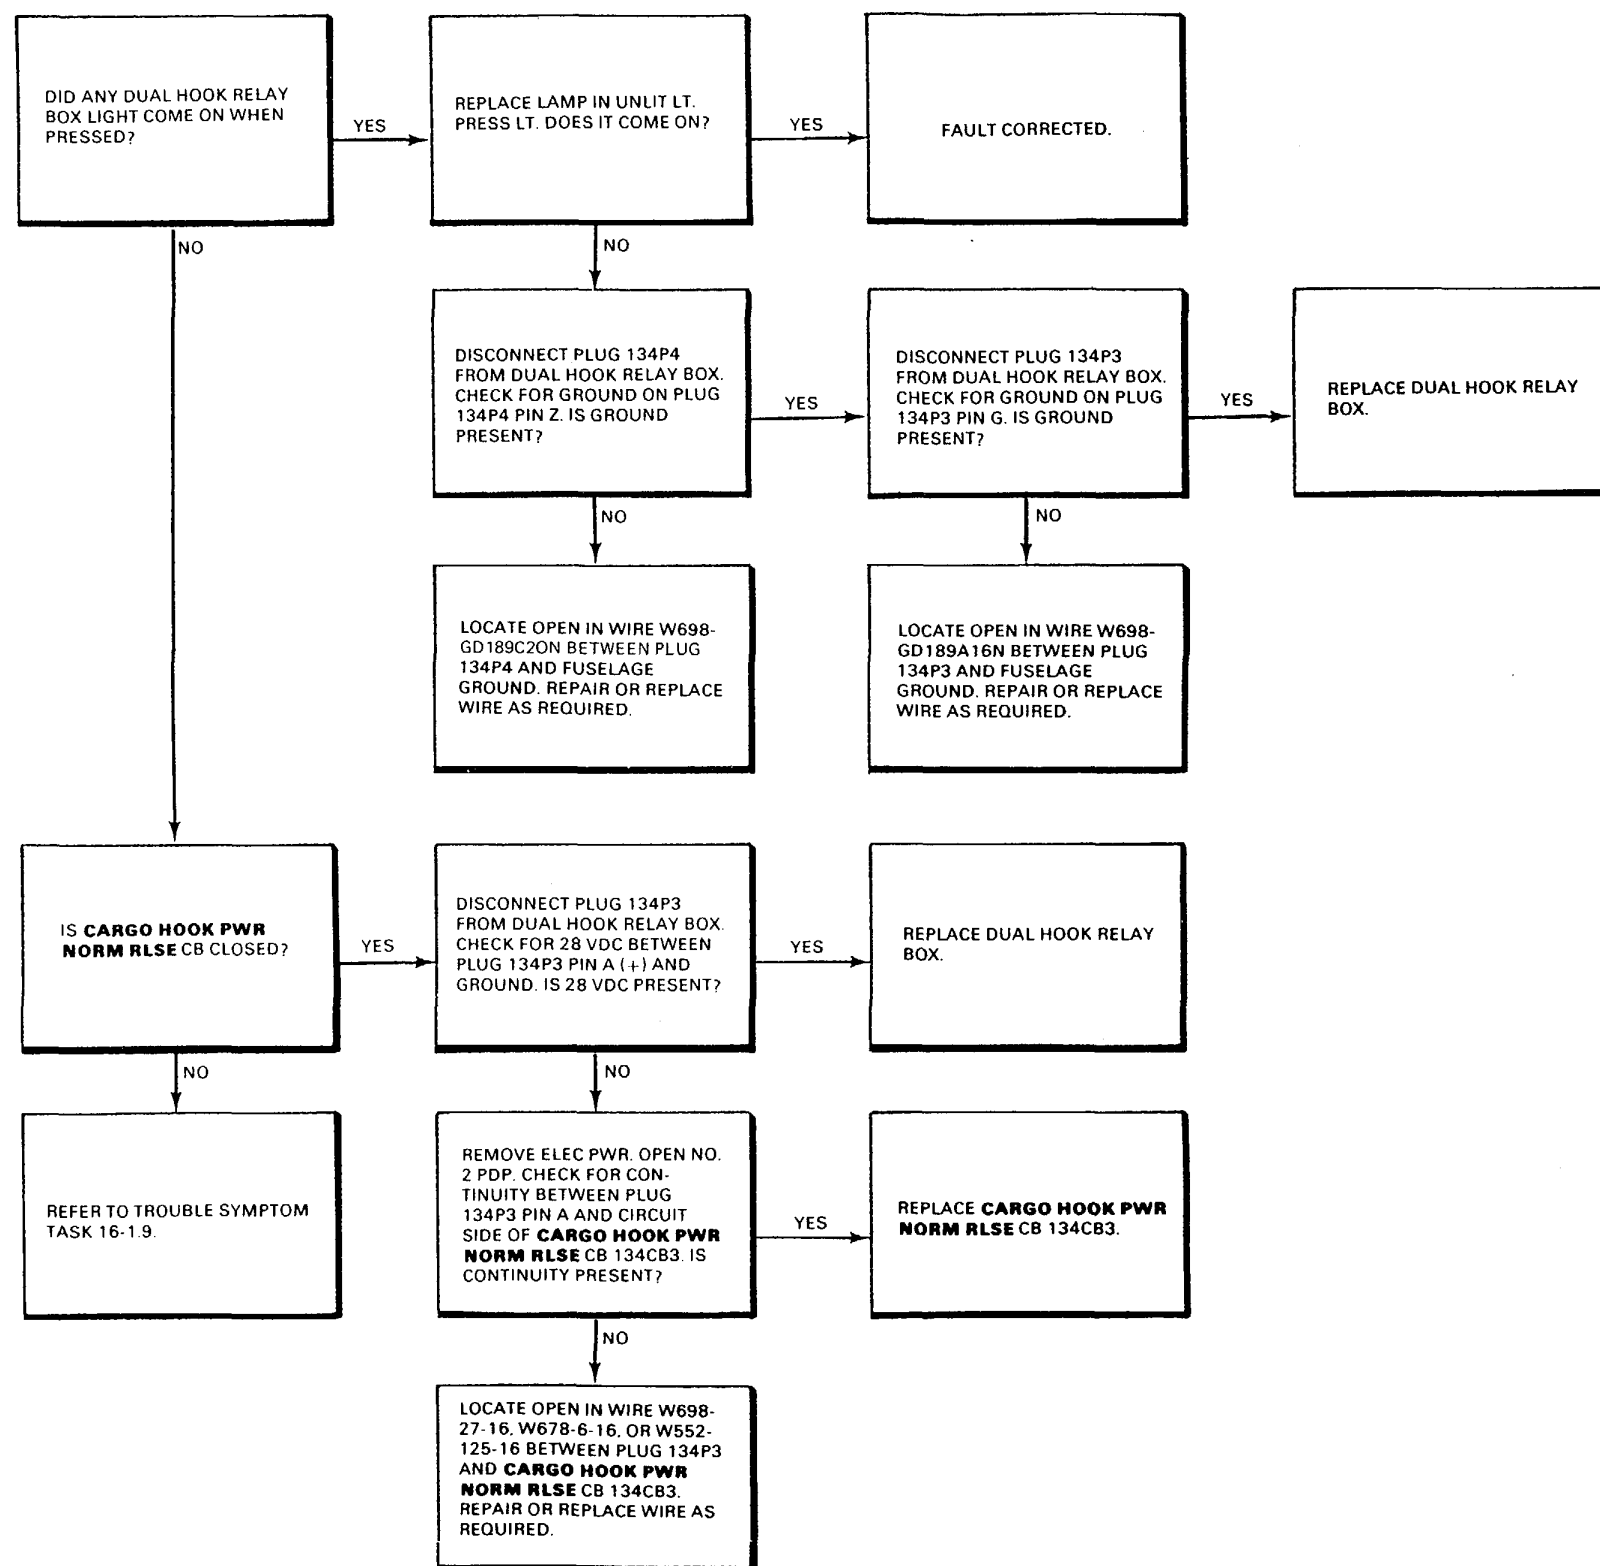 DID ANY DUAL HOOK RELAY
BOX LIGHT COME ON WHEN
PRESSED?
YES
REPLACE LAMP IN UNLIT LT.
PRESS LT. DOES IT COME ON?
YES
FAULT CORRECTED.
NO
NO
DISCONNECT PLUG 134P4
FROM DUAL HOOK RELAY BOX.
CHECK FOR GROUND ON PLUG
134P4 PIN Z. IS GROUND
PRESENT?
YES
DISCONNECT PLUG 134P3
FROM DUAL HOOK RELAY BOX.
CHECK FOR GROUND ON PLUG
134P3 PIN G. IS GROUND
PRESENT?
YES
REPLACE DUAL HOOK RELAY
BOX.
NO
NO
LOCATE OPEN IN WIRE W698-
GD189C2ON BETWEEN PLUG
134P4 AND FUSELAGE
GROUND. REPAIR OR REPLACE
WIRE AS REQUIRED.
LOCATE OPEN IN WIRE W698-
GD189A16N BETWEEN PLUG
134P3 AND FUSELAGE
GROUND. REPAIR OR REPLACE
WIRE AS REQUIRED.
IS CARGO HOOK PWR
NORM RLSE CB CLOSED?
YES
DISCONNECT PLUG 134P3
FROM DUAL HOOK RELAY BOX.
CHECK FOR 28 VDC BETWEEN
PLUG 134P3 PIN A (+) AND
GROUND. IS 28 VDC PRESENT?
YES
REPLACE DUAL HOOK RELAY
BOX.
NO
NO
REFER TO TROUBLE SYMPTOM
TASK 16-1.9.
REMOVE ELEC PWR. OPEN NO.
2 PDP. CHECK FOR CON-
TINUITY BETWEEN PLUG
134P3 PIN A AND CIRCUIT
SIDE OF CARGO HOOK PWR
NORM RLSE CB 134CB3. IS
CONTINUITY PRESENT?
YES
REPLACE CARGO HOOK PWR
NORM RLSE CB 134CB3.
NO
LOCATE OPEN IN WIRE W698-
27-16, W678-6-16, OR W552-
125-16 BETWEEN PLUG 134P3
AND CARGO HOOK PWR
NORM RLSE CB 134CB3.
REPAIR OR REPLACE WIRE AS
REQUIRED.